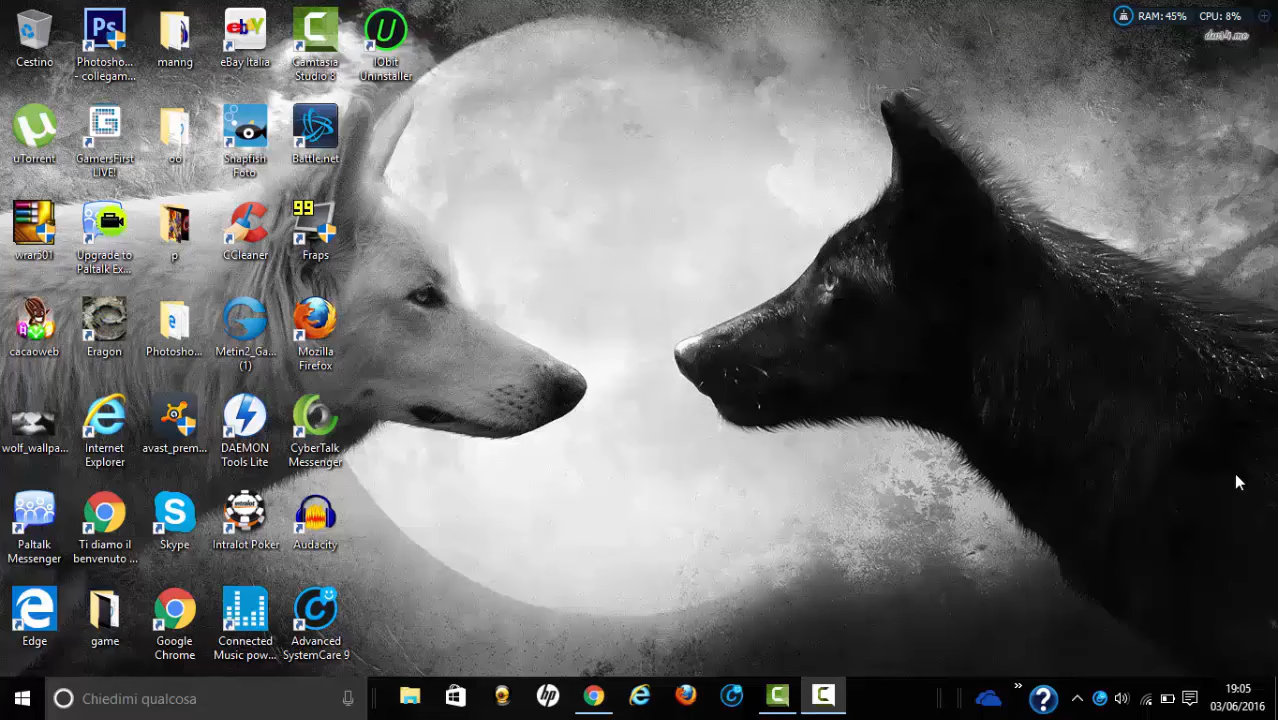 Cestino
Photosho...
- collegam...
manng
eBay Italia
Camtasia
Studio 8
IObit
Uninstaller
RAM: 45%
CPU: 8%
uTorrent
GamersFirst
LIVE!
oo
Snapfish
Foto
Battle.net
wrar501
Upgrade to
Paltalk Ex...
p
CCleaner
99
Fraps
cacaoweb
Eragon
Photosho...
Metin2_Ga...
(1)
Mozilla
Firefox
wolf_wallpa...
Internet
Explorer
avast_prem...
DAEMON
Tools Lite
CyberTalk
Messenger
Paltalk
Messenger
Ti diamo il
benvenuto ...
Skype
Intralot Poker
Audacity
Edge
game
Google
Chrome
Connected
Music pow...
Advanced
SystemCare 9
Chiedimi qualcosa
19:05
03/06/2016